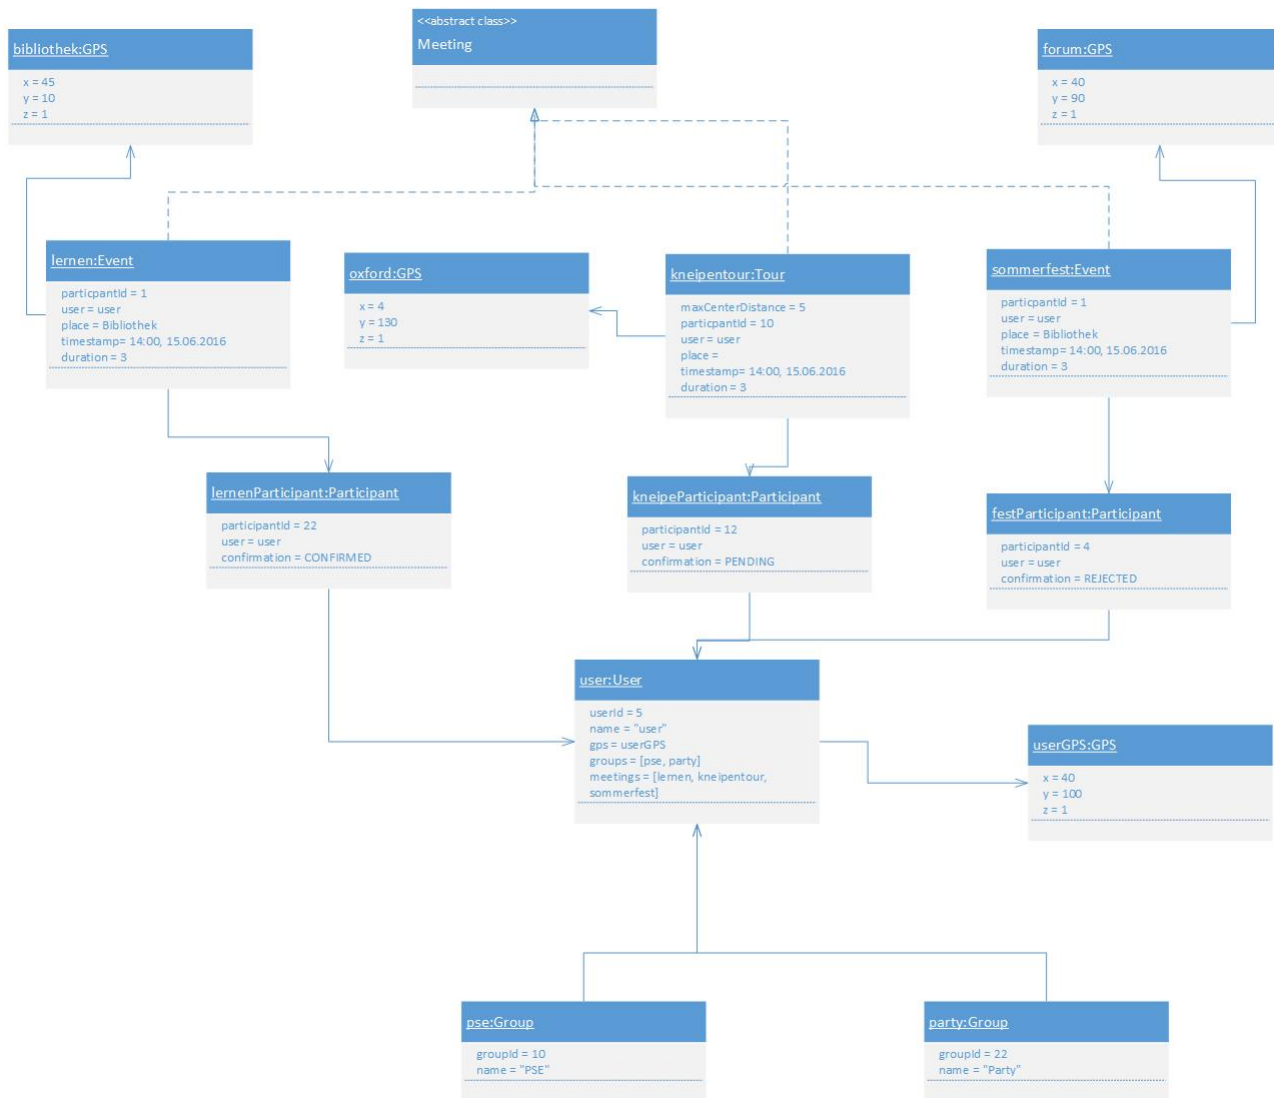 <<abstract class>>
Meeting
bibliothek:GPS
x = 45
y = 10
z = 1
forum:GPS
x = 40
y = 90
z = 1
lernen:Event
particpantId = 1
user = user
place = Bibliothek
timestamp= 14:00, 15.06.2016
duration = 3
oxford:GPS
x = 4
y = 130
z = 1
kneipentour:Tour
maxCenterDistance = 5
particpantId = 10
user = user
place =
timestamp= 14:00, 15.06.2016
duration = 3
sommerfest:Event
particpantId = 1
user = user
place = Bibliothek
timestamp= 14:00, 15.06.2016
duration = 3
lernenParticipant:Participant
participantId = 22
user = user
confirmation = CONFIRMED
kneipeParticipant:Participant
participantId = 12
user = user
confirmation = PENDING
festParticipant:Participant
participantId = 4
user = user
confirmation = REJECTED
user:User
userId = 5
name = "user"
gps = userGPS
groups = [pse, party]
meetings = [lernen, kneipentour,
sommerfest]
userGPS:GPS
x = 40
y = 100
z = 1
pse:Group
groupId = 10
name = "PSE"
party:Group
groupId = 22
name = "Party"